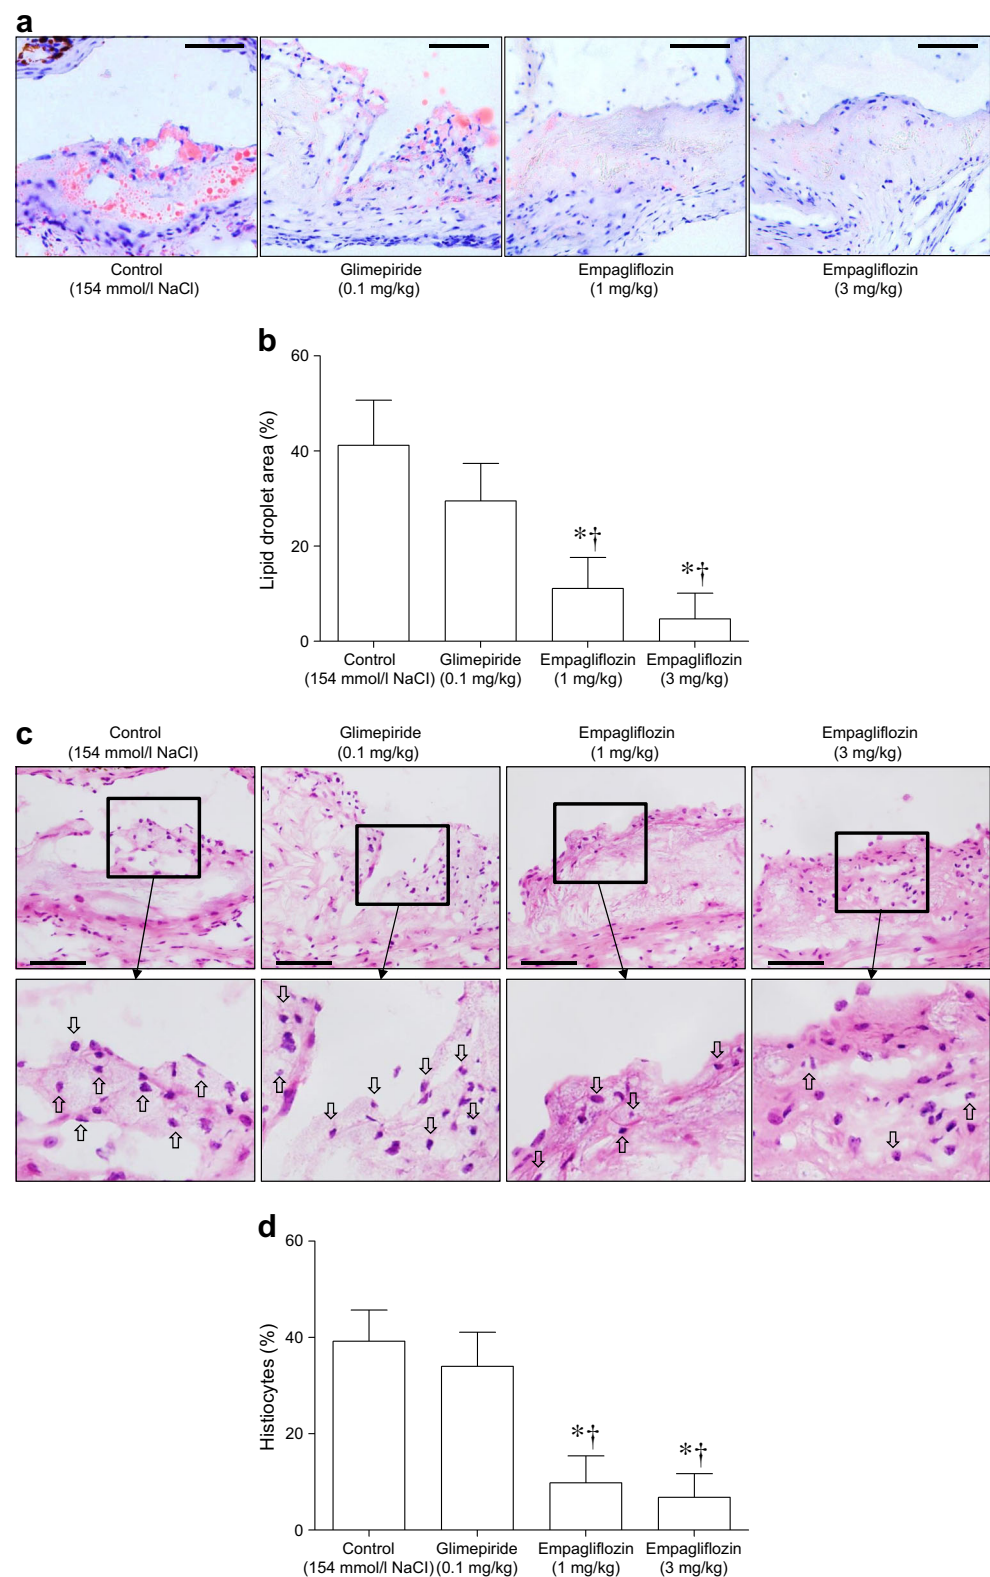 a
Control
(154 mmol/l NaCl)
Glimepiride
(0.1 mg/kg)
Empagliflozin
(1 mg/kg)
Empagliflozin
(3 mg/kg)
b
Lipid droplet area (%)
60
40
20
0
*†
*†
Control
(154 mmol/l NaCl)
Glimepiride
(0.1 mg/kg)
Empagliflozin
(1 mg/kg)
Empagliflozin
(3 mg/kg)
c
Control
(154 mmol/l NaCl)
Glimepiride
(0.1 mg/kg)
Empagliflozin
(1 mg/kg)
Empagliflozin
(3 mg/kg)
d
Histiocytes (%)
60
40
20
0
*†
*†
Control
(154 mmol/l NaCl)
Glimepiride
(0.1 mg/kg)
Empagliflozin
(1 mg/kg)
Empagliflozin
(3 mg/kg)